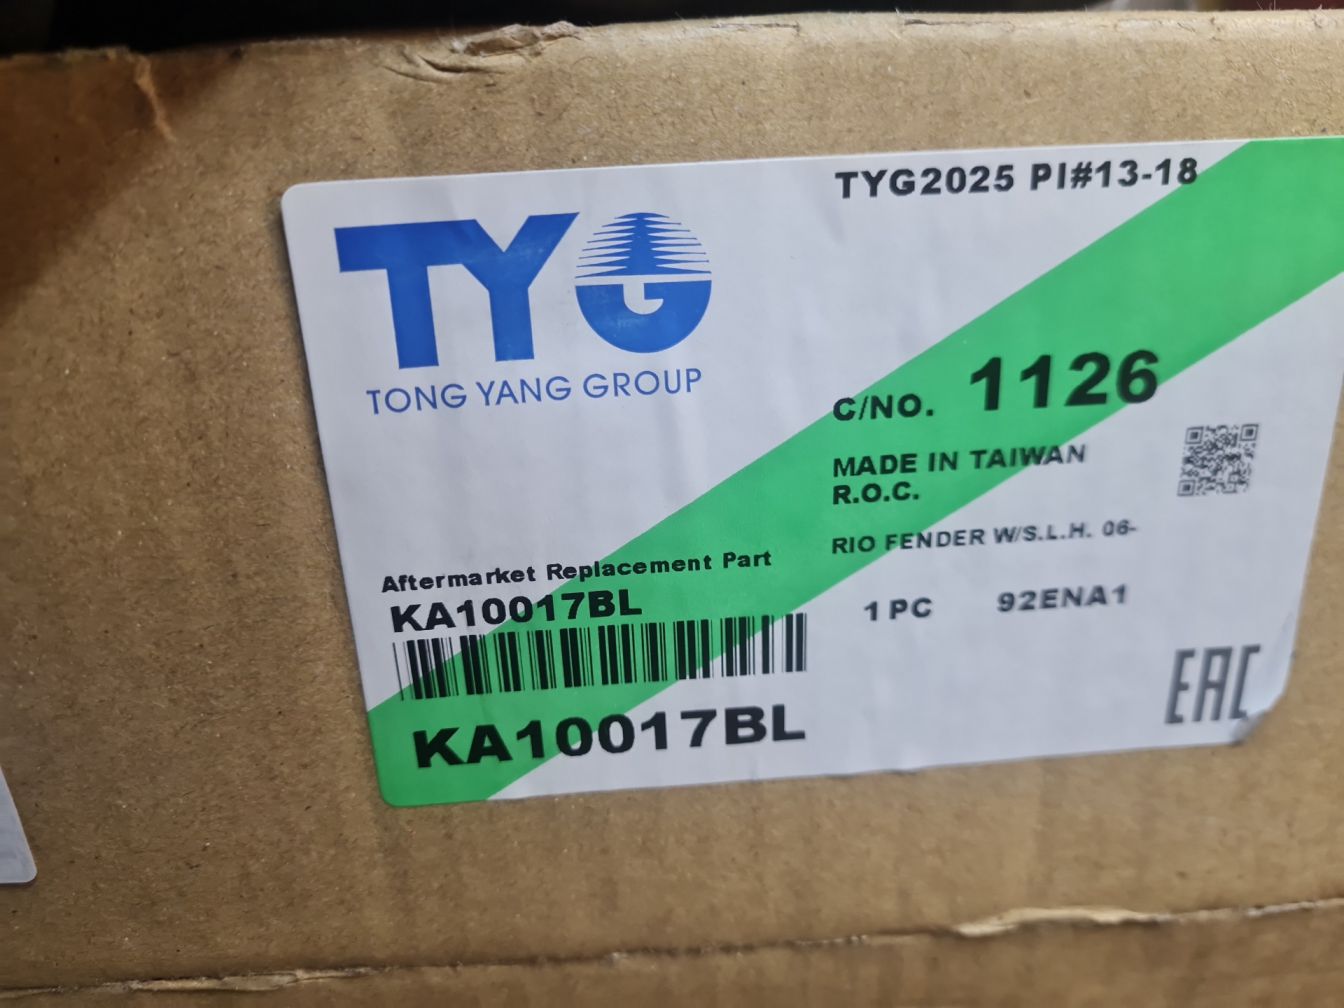 TYG2025 PI#13-18
TYG
TONG YANG GROUP
C/NO. 1126
MADE IN TAIWAN
R.O.C.
RIO FENDER W/S.L.H. 06-
Aftermarket Replacement Part
KA10017BL
1 PC 92ENA1
KA10017BL
EAC